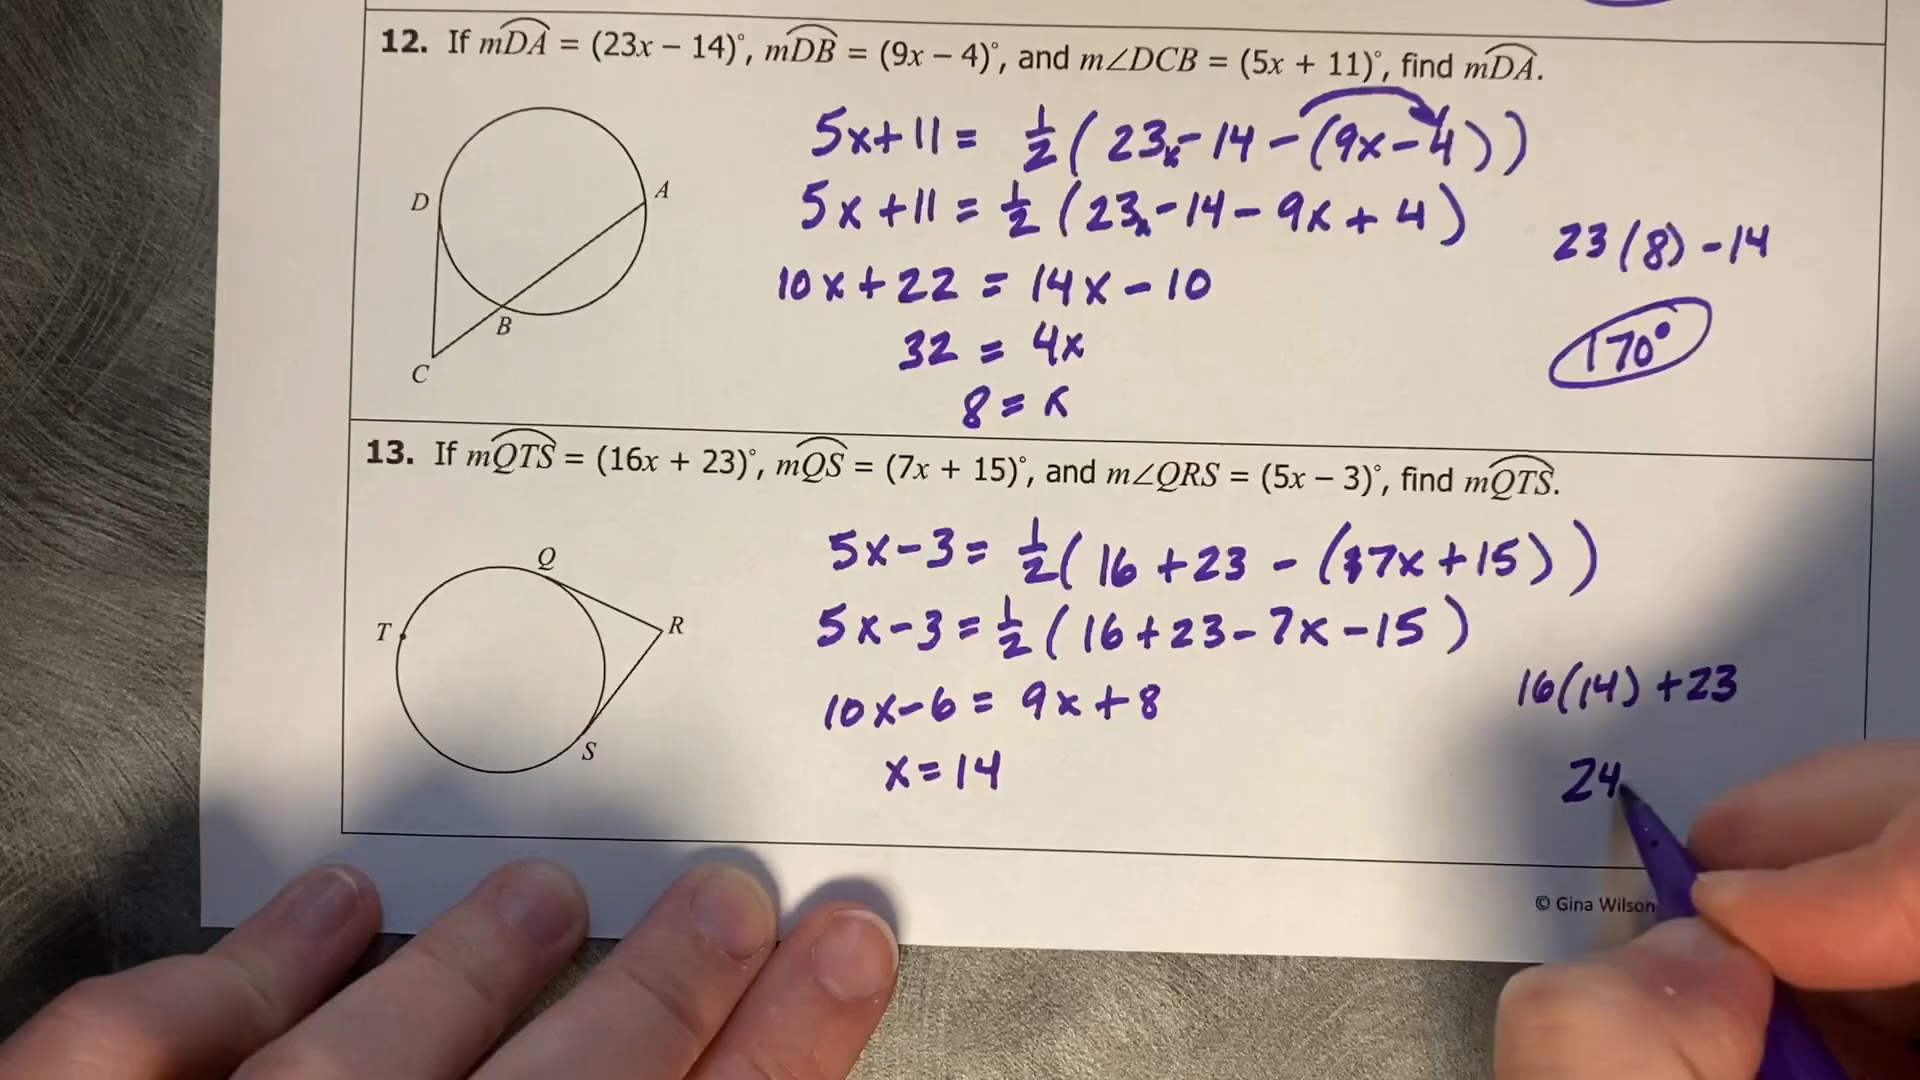 12. If mDA = (23x − 14)°, mDB = (9x − 4)°, and m∠DCB = (5x + 11)°, find mDA.
D
A
B
C
5x+11 = 1/2 ( 23x-14 -(9x-4))
5x+11 = 1/2 (23x-14-9x+4)
10x+22 = 14x-10
32 = 4x
8 = x
23(8)-14
170°
13. If mQTS = (16x + 23)°, mQS = (7x + 15)°, and m∠QRS = (5x − 3)°, find mQTS.
Q
T
R
S
5x-3 = 1/2 ( 16 +23 - (7x+15))
5x-3 = 1/2 ( 16+23-7x-15)
10x-6 = 9x+8
x=14
16(14)+23
24
© Gina Wilson